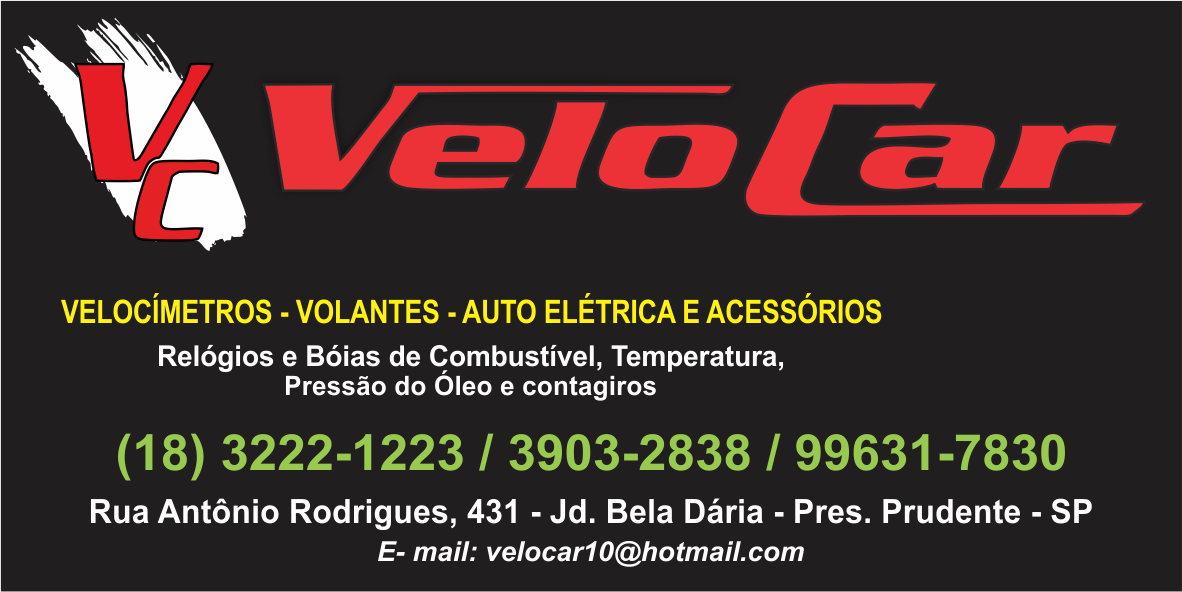 VC
VeloCar
VELOCÍMETROS - VOLANTES - AUTO ELÉTRICA E ACESSÓRIOS
Relógios e Bóias de Combustível, Temperatura,
Pressão do Óleo e contagiros
(18) 3222-1223 / 3903-2838 / 99631-7830
Rua Antônio Rodrigues, 431 - Jd. Bela Dária - Pres. Prudente - SP
E- mail: velocar10@hotmail.com